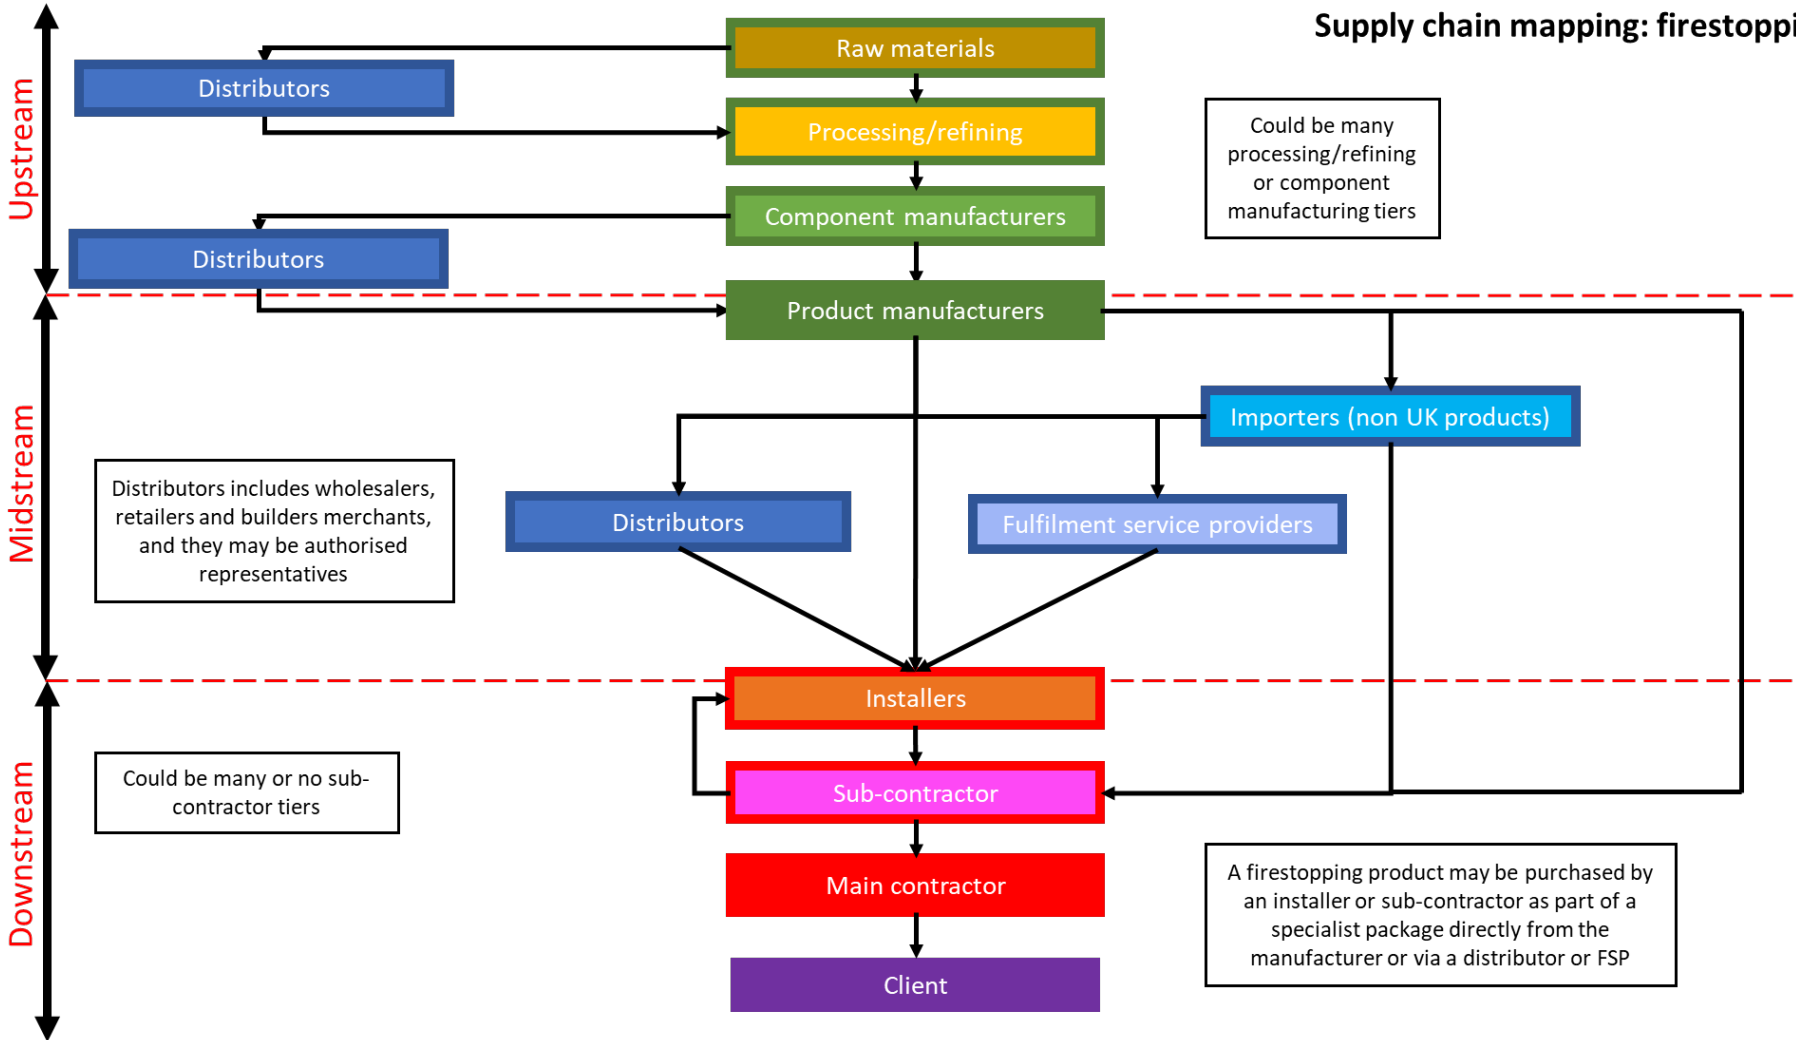 Supply chain mapping: firestoppi
Raw materials
Distributors
Processing/refining
Could be many
processing/refining
or component
manufacturing tiers
Upstream
Component manufacturers
Distributors
Product manufacturers
Importers (non UK products)
Midstream
Distributors includes wholesalers,
retailers and builders merchants,
and they may be authorised
representatives
Distributors
Fulfilment service providers
Installers
Could be many or no sub-
contractor tiers
Sub-contractor
Downstream
Main contractor
A firestopping product may be purchased by
an installer or sub-contractor as part of a
specialist package directly from the
manufacturer or via a distributor or FSP
Client